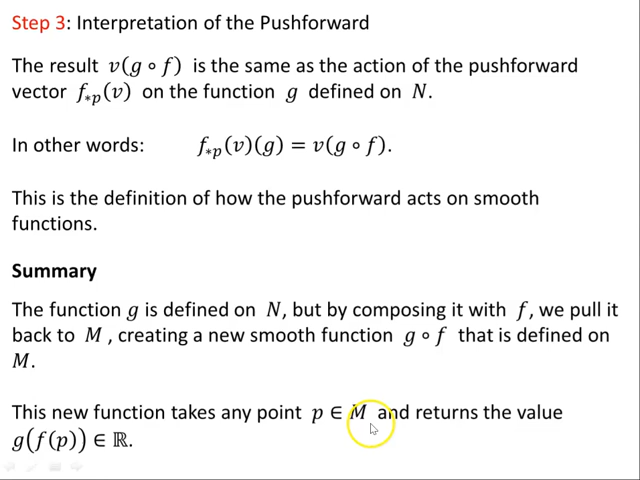 Step 3: Interpretation of the Pushforward
The result v(g ∘ f) is the same as the action of the pushforward
vector f∗p(v) on the function g defined on N.
In other words: f∗p(v)(g) = v(g ∘ f).
This is the definition of how the pushforward acts on smooth
functions.
Summary
The function g is defined on N, but by composing it with f, we pull it
back to M , creating a new smooth function g ∘ f that is defined on
M.
This new function takes any point p ∈ M and returns the value
g(f(p)) ∈ ℝ.